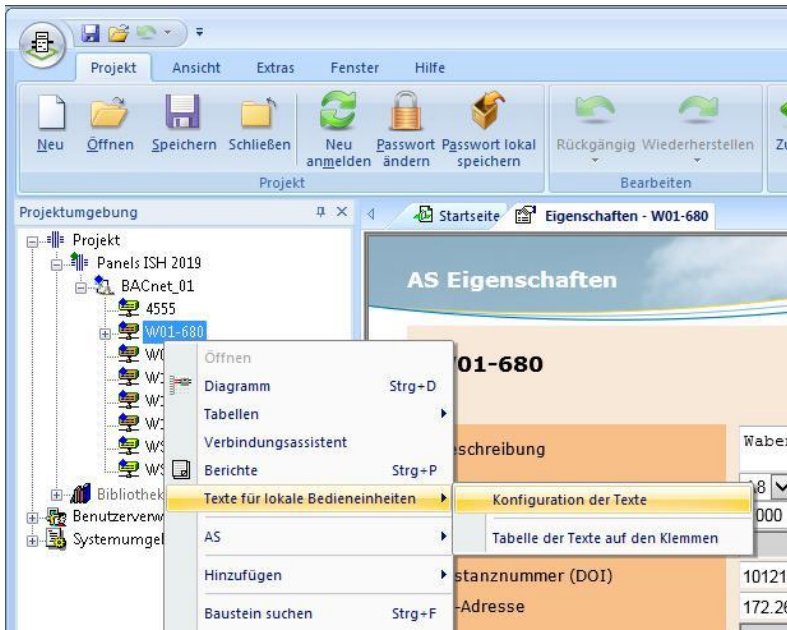 Projekt Ansicht Extras Fenster Hilfe
Neu Öffnen Speichern Schließen Neu anmelden Passwort ändern Passwort lokal speichern Rückgängig Wiederherstellen
Projekt Bearbeiten
Projektumgebung
Startseite Eigenschaften - W01-680
Projekt
Panels ISH 2019
BACnet_01
4555
W01-680
AS Eigenschaften
01-680
Öffnen
Diagramm Strg+D
Tabellen
Verbindungsassistent
Berichte Strg+P
Texte für lokale Bedieneinheiten
AS
Hinzufügen
Baustein suchen Strg+F
Konfiguration der Texte
Tabelle der Texte auf den Klemmen
Bibliothek
Benutzerverw
Systemumgel
eschreibung
Waber
stanznummer (DOI) 10121
-Adresse 172.26